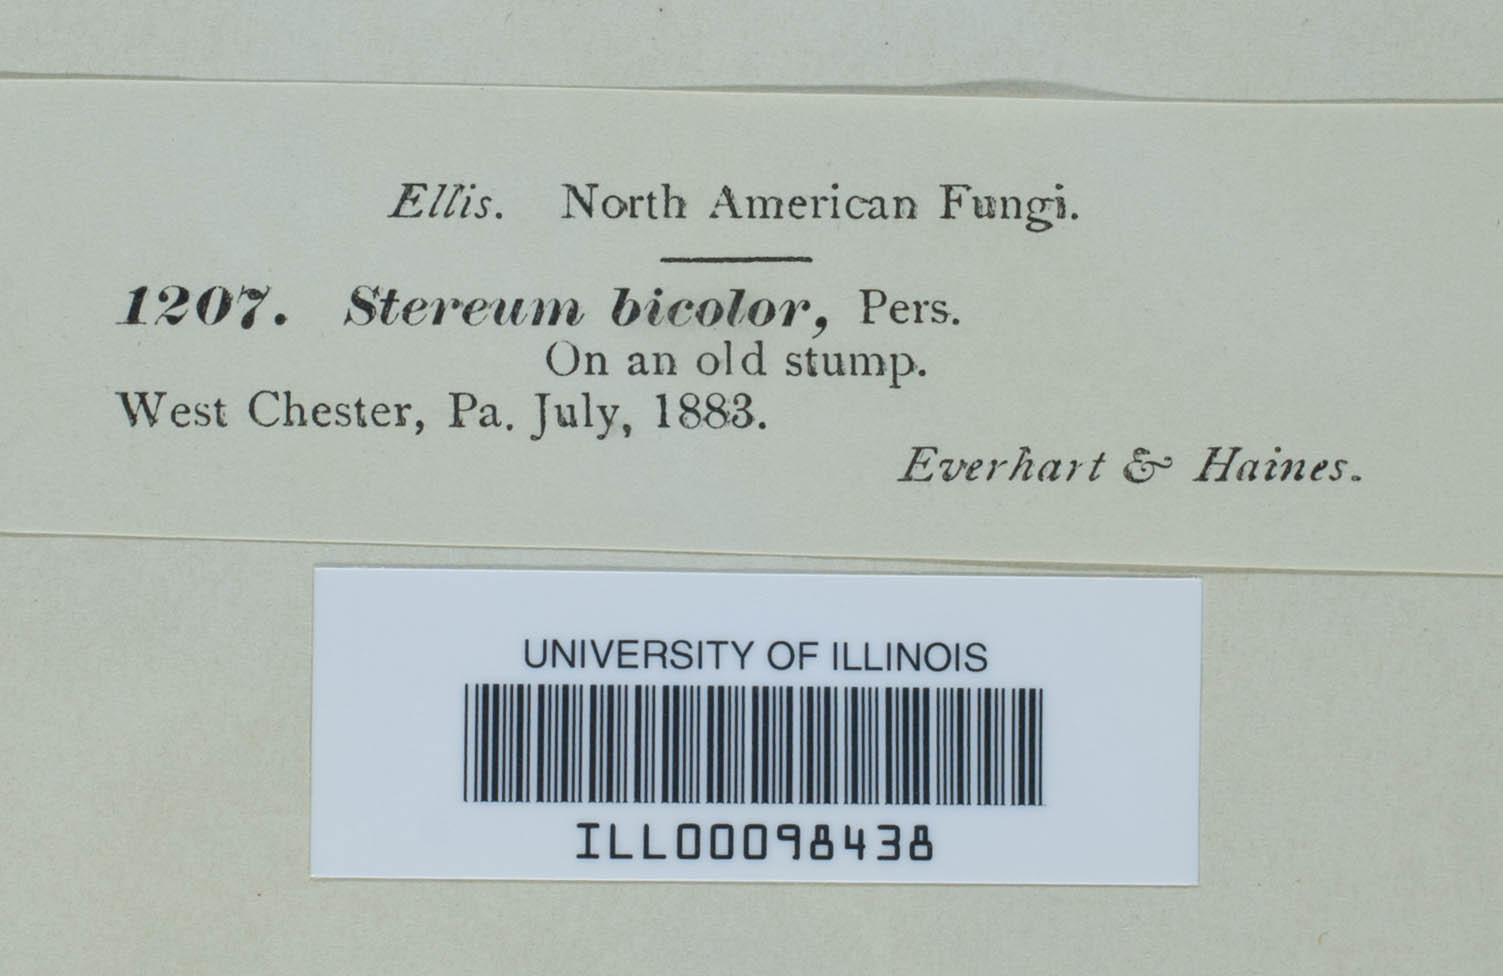 Ellis. North American Fungi.
1207. Stereum bicolor, Pers.
On an old stump.
West Chester, Pa. July, 1883.
Everhart & Haines.
UNIVERSITY OF ILLINOIS
ILL00098438